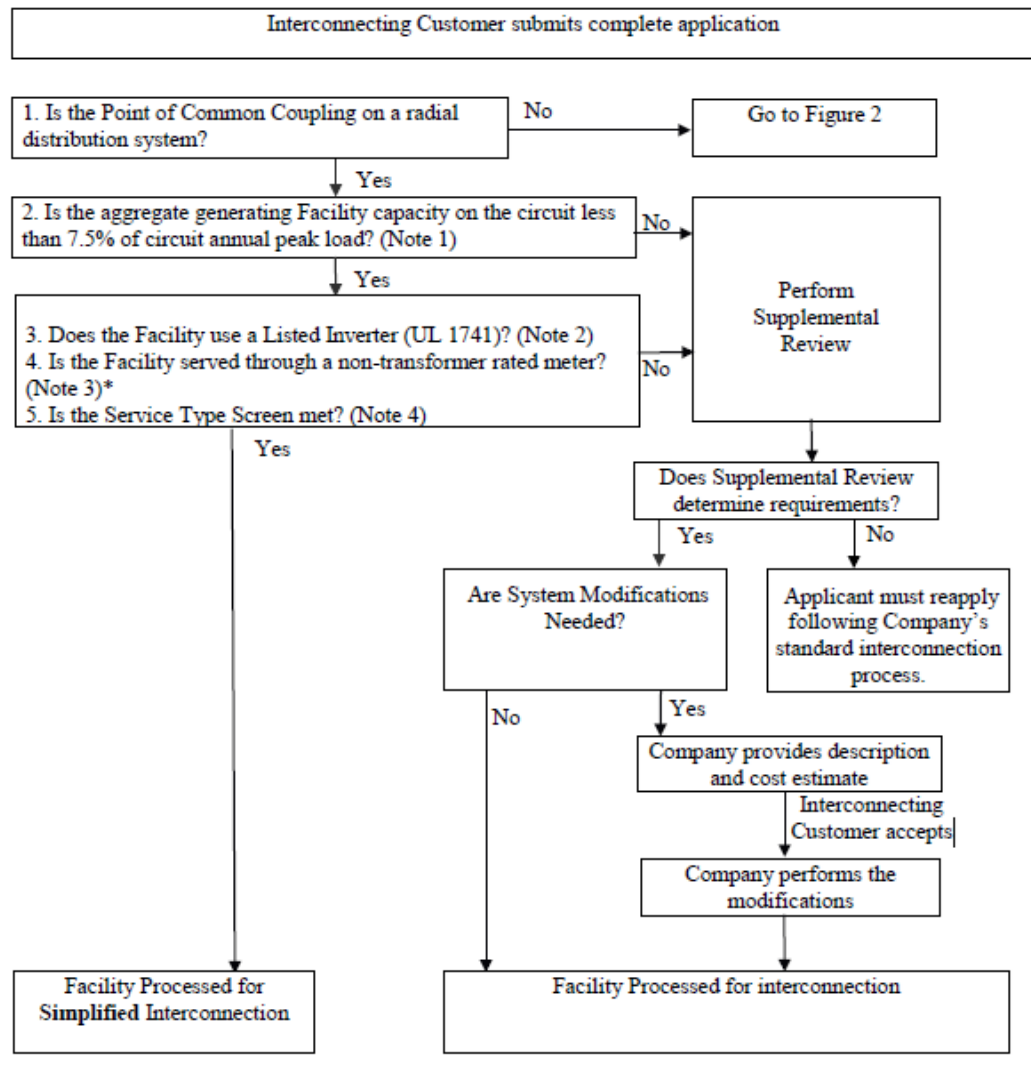 Interconnecting Customer submits complete application
1. Is the Point of Common Coupling on a radial
distribution system?
No
Go to Figure 2
Yes
2. Is the aggregate generating Facility capacity on the circuit less
than 7.5% of circuit annual peak load? (Note 1)
No
Perform
Supplemental
Review
Yes
3. Does the Facility use a Listed Inverter (UL 1741)? (Note 2)
4. Is the Facility served through a non-transformer rated meter?
(Note 3)*
5. Is the Service Type Screen met? (Note 4)
No
Yes
Does Supplemental Review
determine requirements?
Yes
No
Are System Modifications
Needed?
Applicant must reapply
following Company’s
standard interconnection
process.
No
Yes
Company provides description
and cost estimate
Interconnecting
Customer accepts
Company performs the
modifications
Facility Processed for
Simplified Interconnection
Facility Processed for interconnection